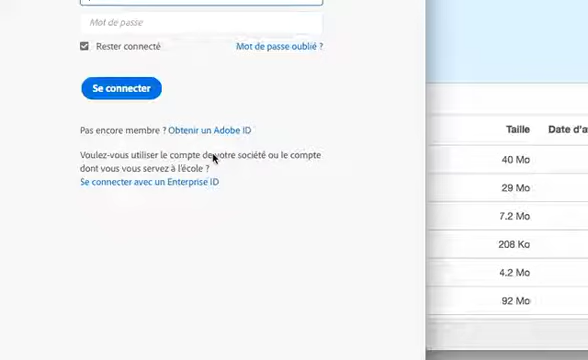 Mot de passe
Rester connecté
Mot de passe oublié ?
Se connecter
Pas encore membre ? Obtenir un Adobe ID
Voulez-vous utiliser le compte de votre société ou le compte
dont vous vous servez à l'école ?
Se connecter avec un Enterprise ID
Taille
Date d'a
40 Mo
29 Mo
7.2 Mo
208 Ko
4.2 Mo
92 Mo